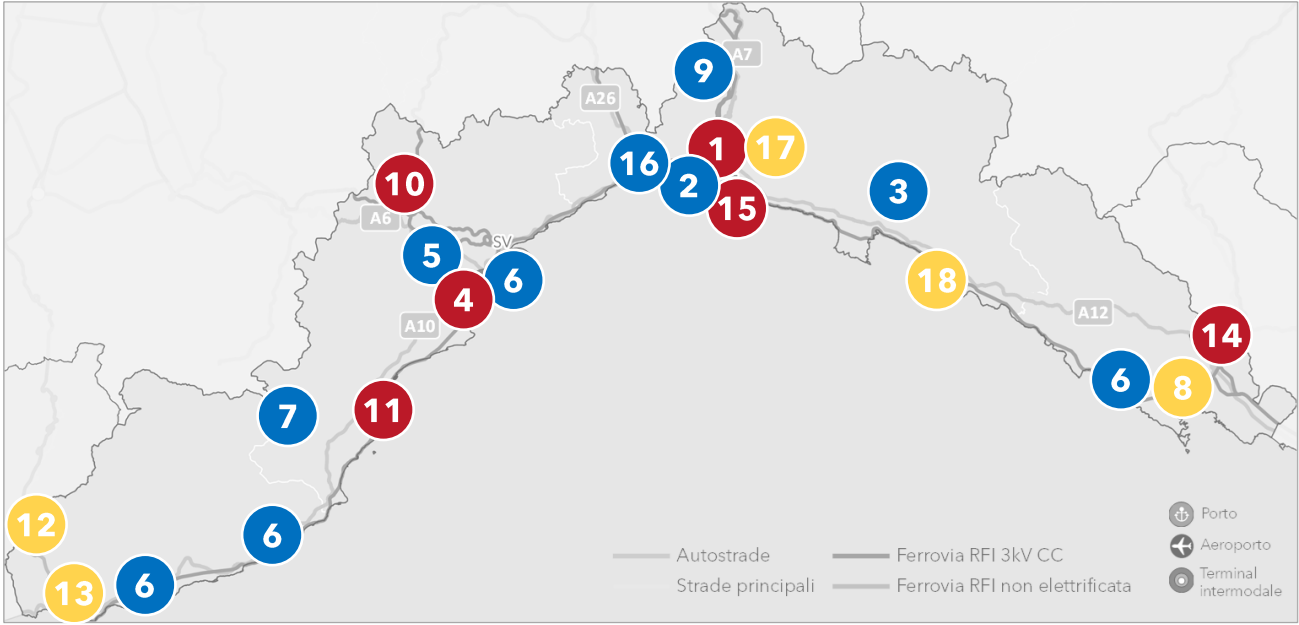 A7
9
A26
1
17
16
2
3
10
15
A6
SV
5
6
18
4
A12
A10
14
6
8
11
7
12
Porto
6
Autostrade
Ferrovia RFI 3kV CC
Aeroporto
13
6
Strade principali
Ferrovia RFI non elettrificata
Terminal
intermodale